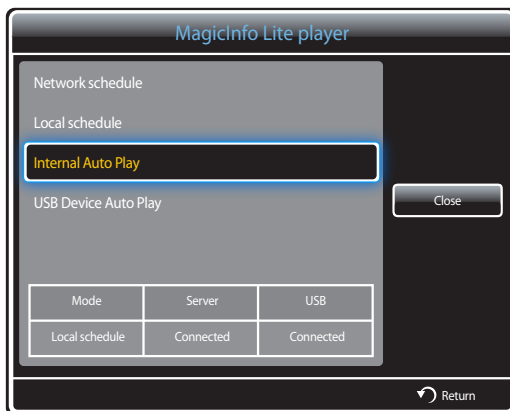 MagicInfo Lite player
Network schedule
Local schedule
Internal Auto Play
USB Device Auto Play
Close
Mode Server USB
Local schedule Connected Connected
Return